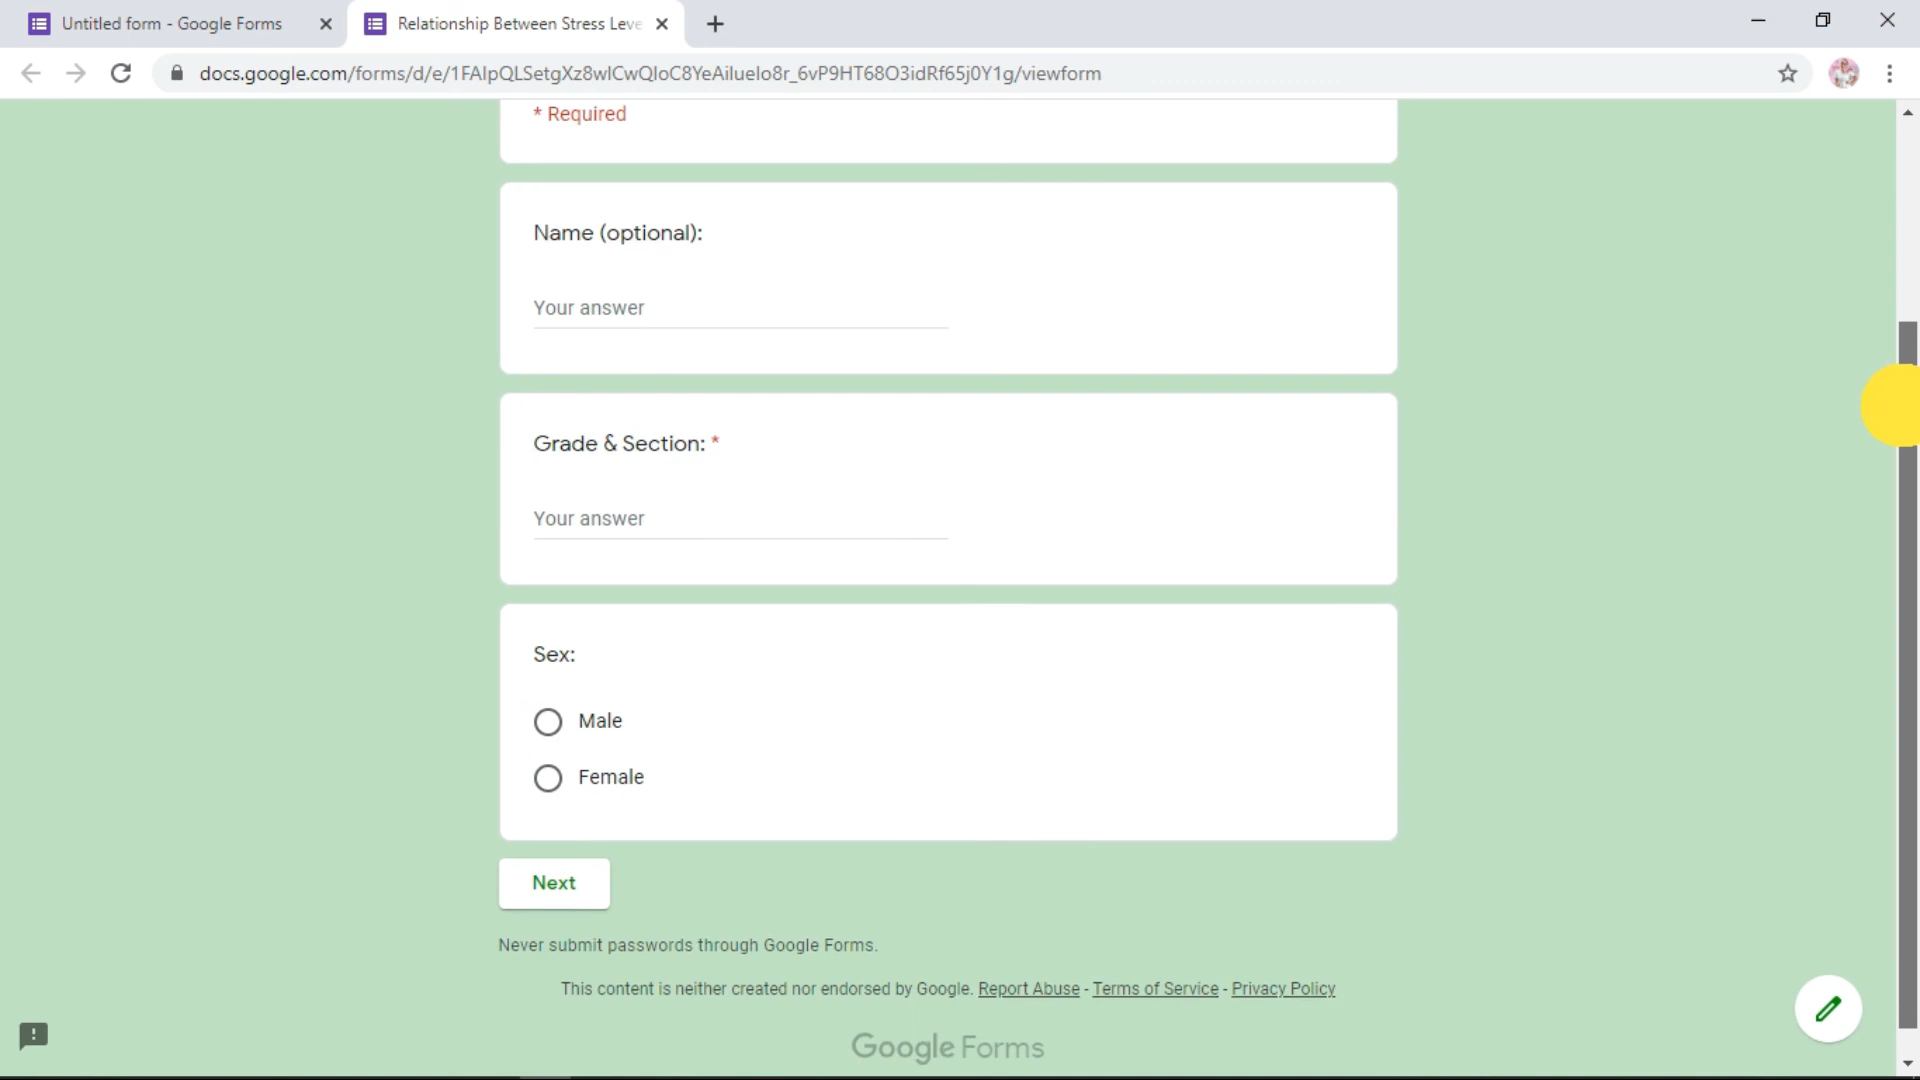 Untitled form - Google Forms
Relationship Between Stress Leve
docs.google.com/forms/d/e/1FAIpQLSetgXz8wlCwQIoC8YeAiluelo8r_6vP9HT68O3idRf65j0Y1g/viewform
* Required
Name (optional):
Your answer
Grade & Section: *
Your answer
Sex:
Male
Female
Next
Never submit passwords through Google Forms.
This content is neither created nor endorsed by Google. Report Abuse - Terms of Service - Privacy Policy
Google Forms